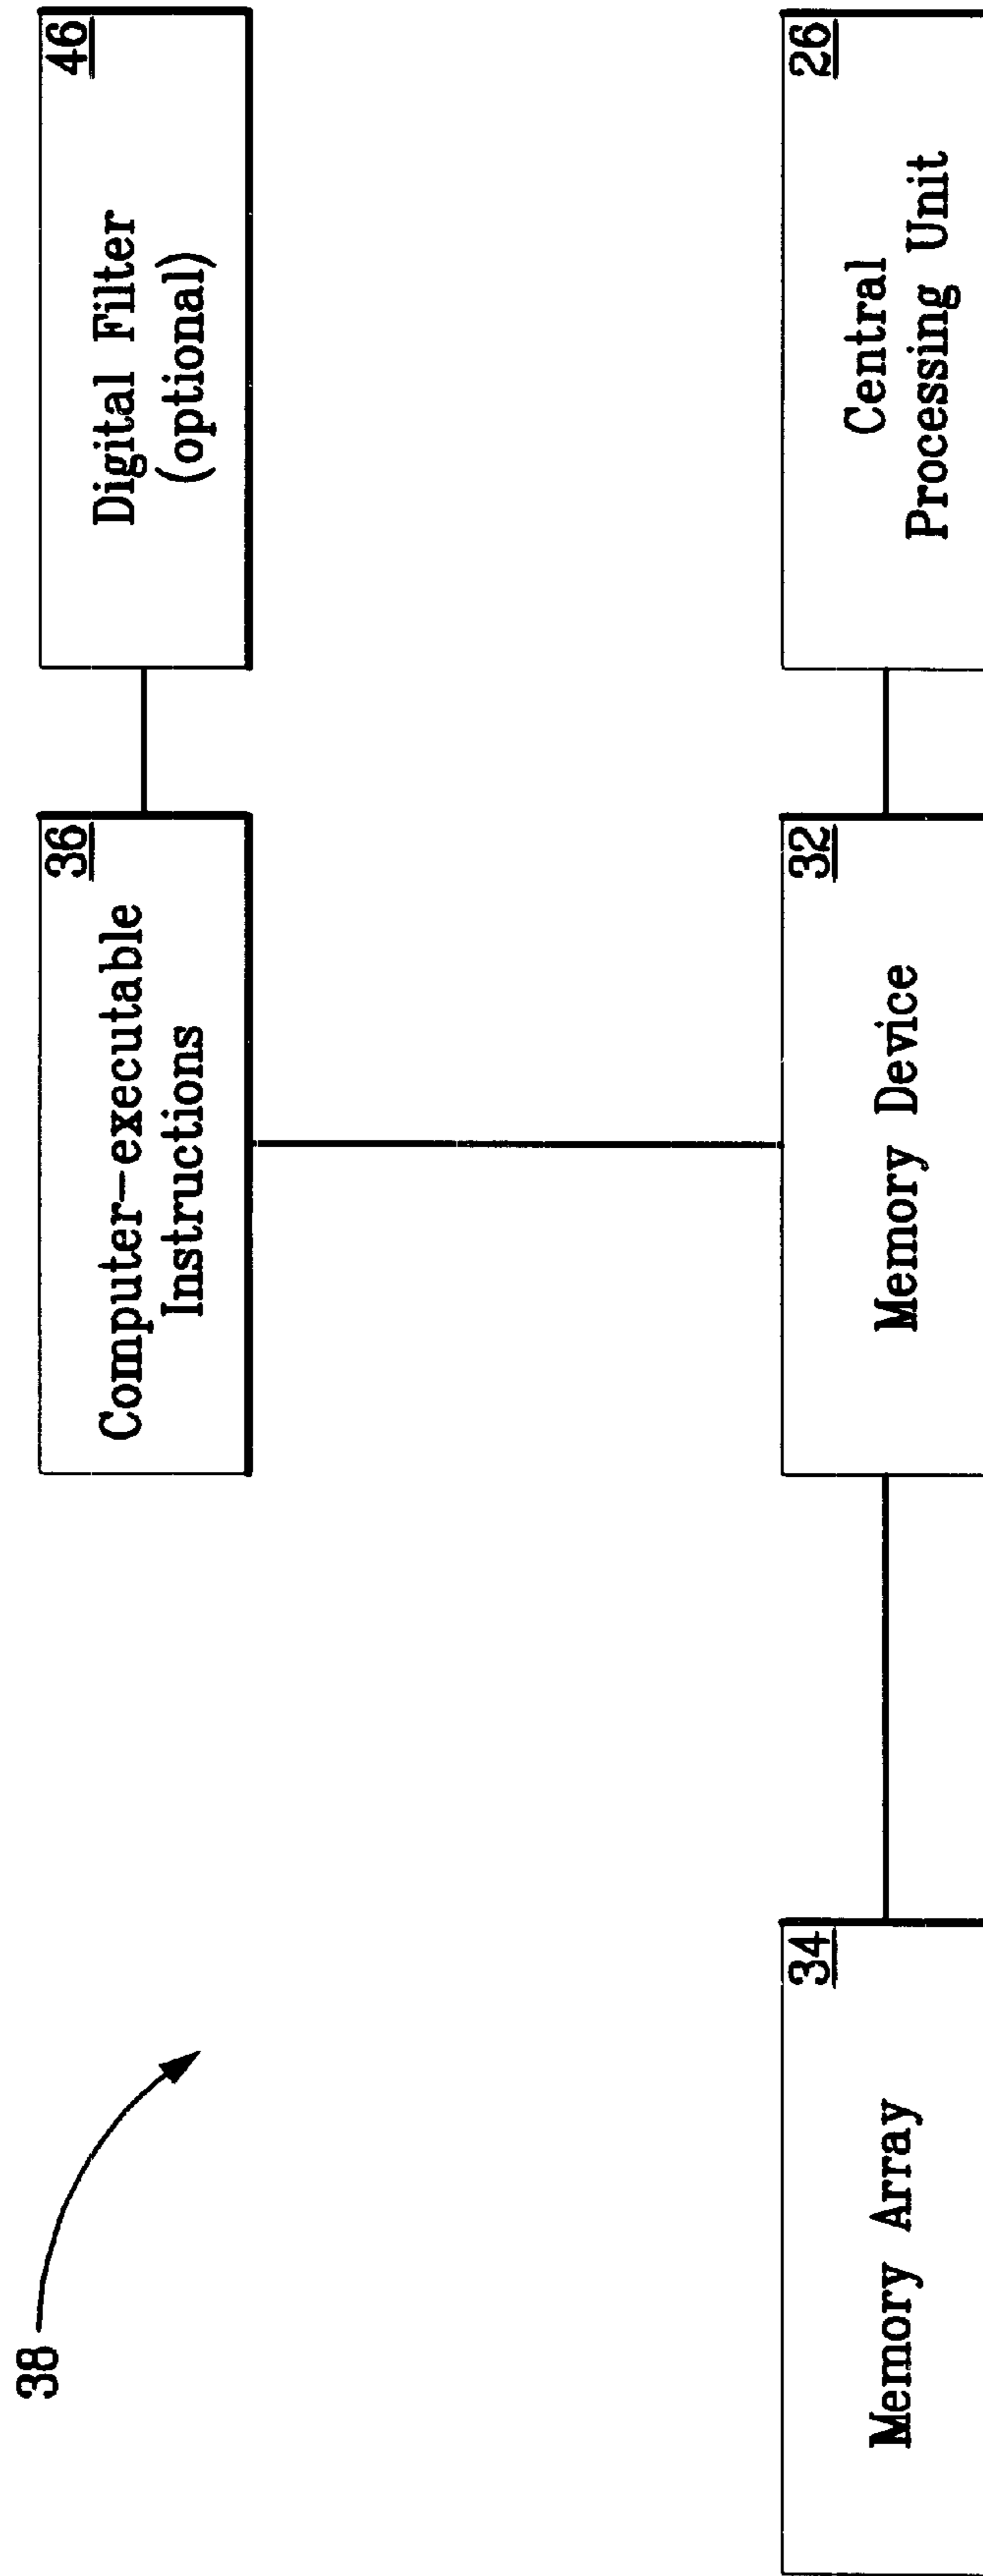 38
36
Computer-executable
Instructions
46
Digital Filter
(optional)
34
Memory Array
32
Memory Device
26
Central
Processing Unit